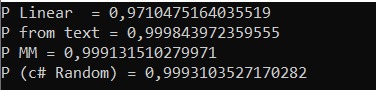 P Linear  = 0,9710475164035519
P from text = 0,999843972359555
P MM = 0,999131510279971
P (c# Random) = 0,9993103527170282